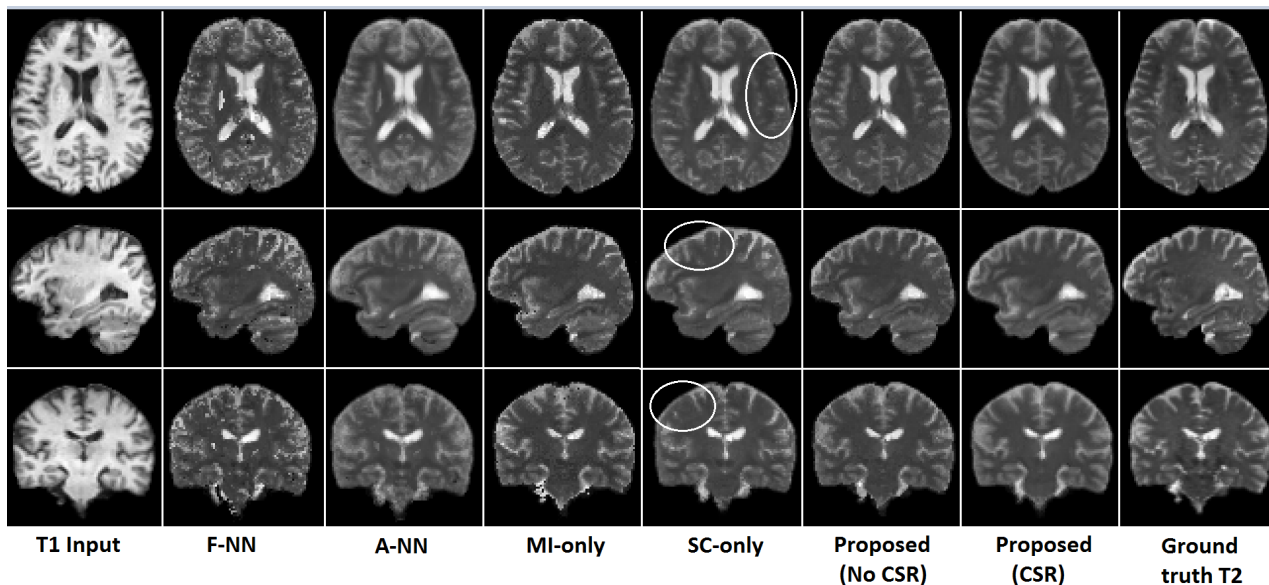 T1 Input F-NN A-NN MI-only SC-only Proposed Proposed Ground
(No CSR) (CSR) truth T2